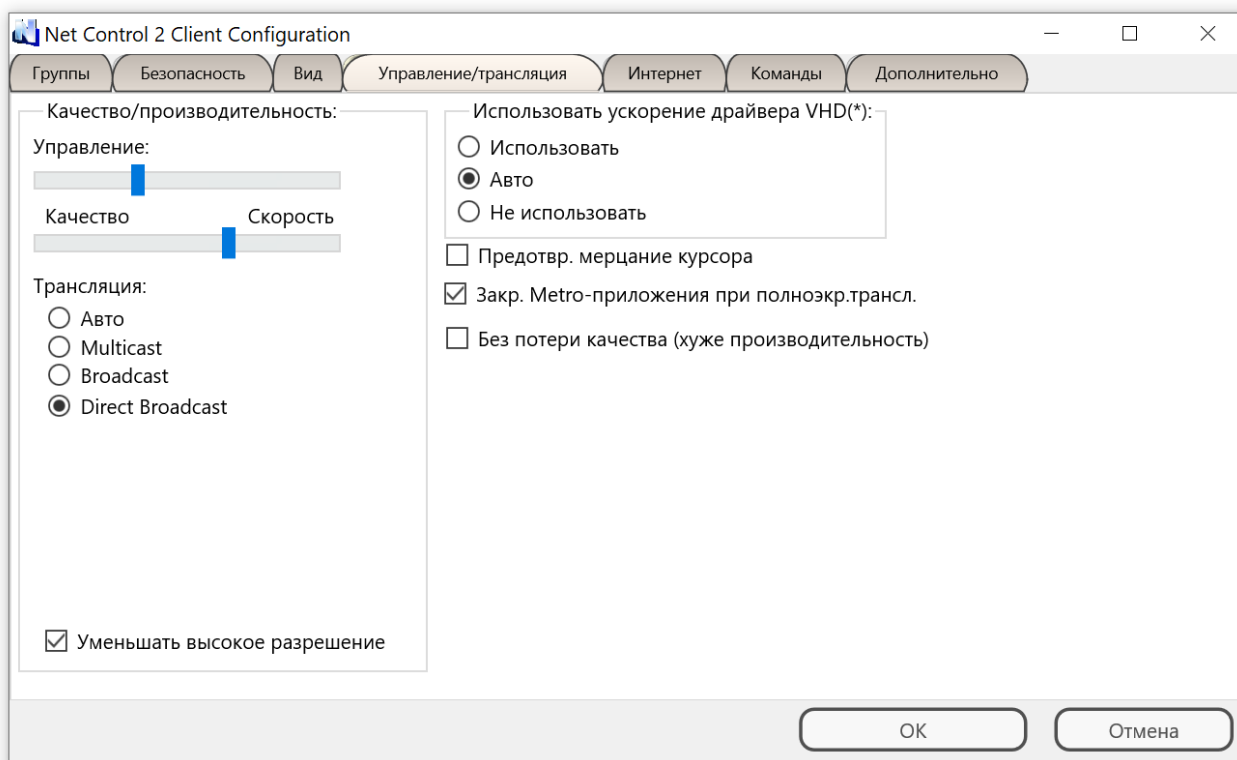 Net Control 2 Client Configuration
Группы Безопасность Вид Управление/трансляция Интернет Команды Дополнительно
Качество/производительность:
Управление:
Качество Скорость
Трансляция:
Авто
Multicast
Broadcast
Direct Broadcast
Уменьшать высокое разрешение
Использовать ускорение драйвера VHD(*):
Использовать
Авто
Не использовать
Предотвр. мерцание курсора
Закр. Metro-приложения при полноэкр.трансл.
Без потери качества (хуже производительность)
OK Отмена